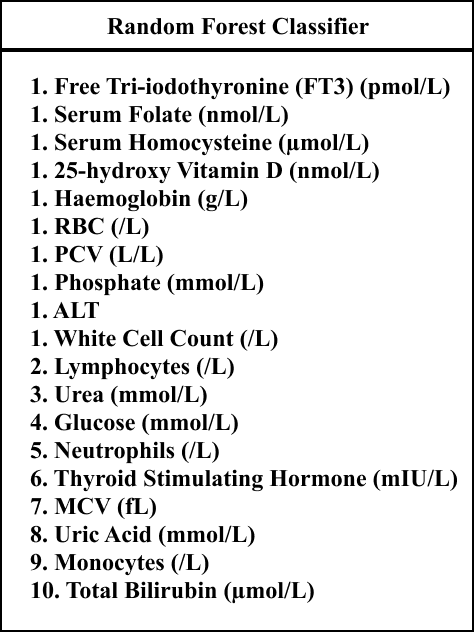 Random Forest Classifier
1. Free Tri-iodothyronine (FT3) (pmol/L)
1. Serum Folate (nmol/L)
1. Serum Homocysteine (µmol/L)
1. 25-hydroxy Vitamin D (nmol/L)
1. Haemoglobin (g/L)
1. RBC (/L)
1. PCV (L/L)
1. Phosphate (mmol/L)
1. ALT
1. White Cell Count (/L)
2. Lymphocytes (/L)
3. Urea (mmol/L)
4. Glucose (mmol/L)
5. Neutrophils (/L)
6. Thyroid Stimulating Hormone (mIU/L)
7. MCV (fL)
8. Uric Acid (mmol/L)
9. Monocytes (/L)
10. Total Bilirubin (µmol/L)